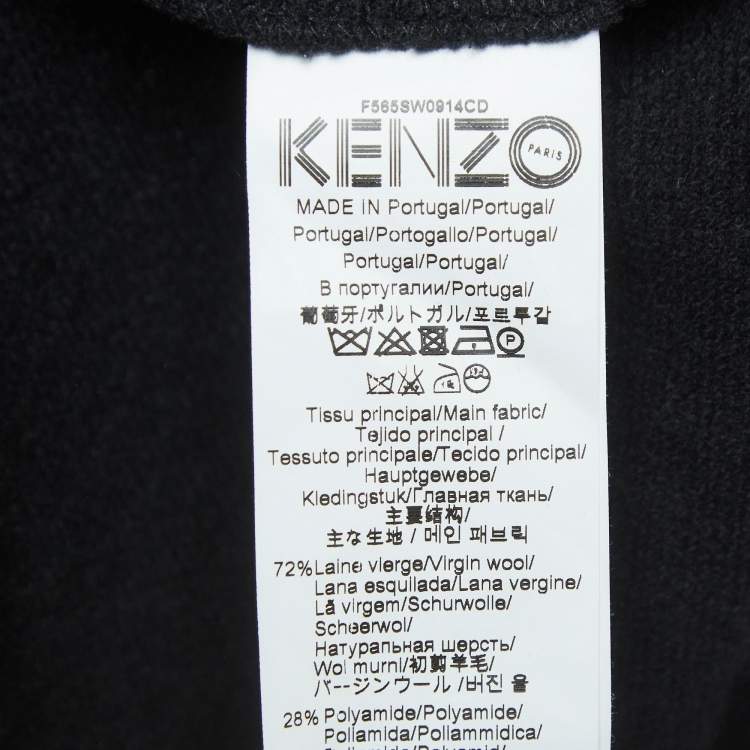 F565SW0914CD
KENZO
PARIS
MADE IN Portugal/Portugal/
Portugal/Portogallo/Portugal/
Portugal/Portugal/
В португалии/Portugal/
葡萄牙/ポルトガル/포르투갈
P
Tissu principal/Main fabric/
Tejido principal /
Tessuto principale/Tecido principal/
Hauptgewebe/
Kledingstuk/Главная ткань/
主要结构/
主な生地 / 메인 패브릭
72%Laine vierge/Virgin wool/
Lana esquilada/Lana vergine/
Lã virgem/Schurwolle/
Scheerwol/
Натуральная шерсть/
Wol murni/初剪羊毛/
バージンウール /버진 울
28% Polyamide/Polyamide/
Poliamida/Poliammidica/